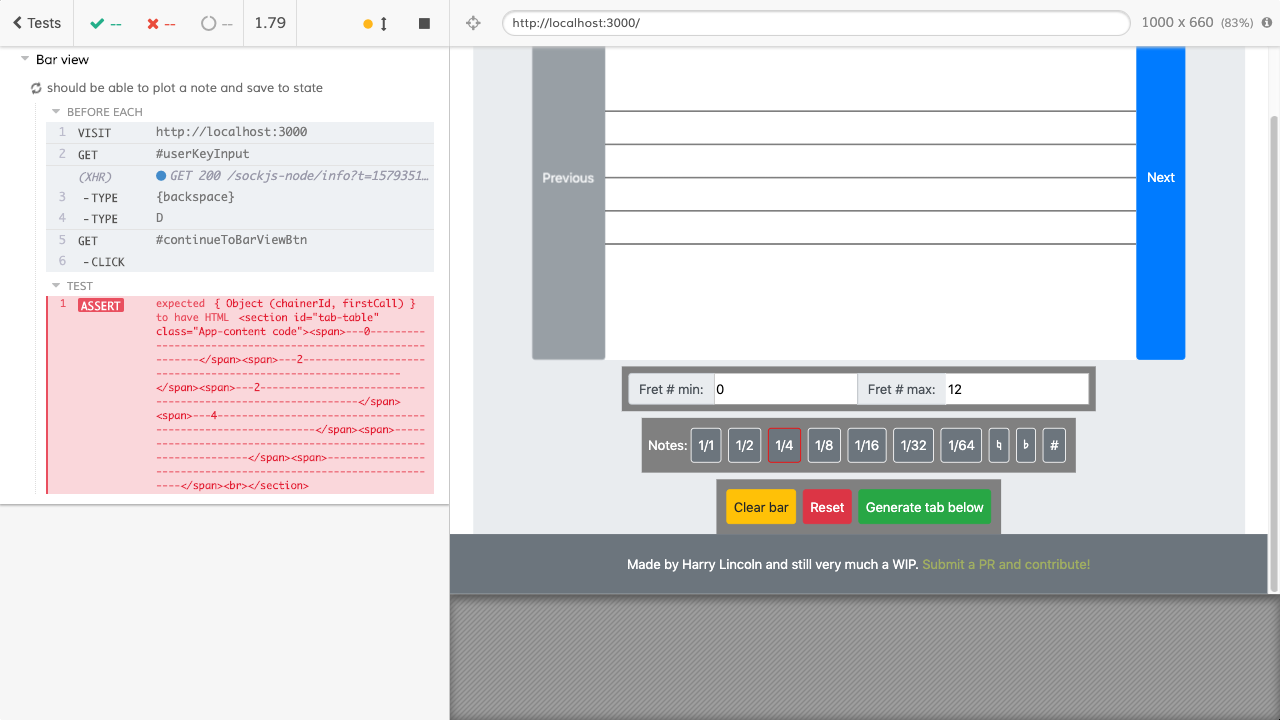 Tests
--
--
--
1.79
http://localhost:3000/
1000 x 660 (83%)
Bar view
should be able to plot a note and save to state
BEFORE EACH
1 VISIT http://localhost:3000
2 GET #userKeyInput
(XHR) GET 200 /sockjs-node/info?t=1579351…
3 - TYPE {backspace}
4 - TYPE D
5 GET #continueToBarViewBtn
6 - CLICK
TEST
1 ASSERT expected { Object (chainerId, firstCall) }
to have HTML <section id="tab-table"
class="App-content code"><span>---0---------
----------------------------------------
-------</span><span>---2------------------
------------------------------------
</span><span>---2-------------------------
------------------------------</span>
<span>---4-------------------------------
------------------------</span><span>-----
----------------------------------------
--------------</span><span>---------------
----------------------------------------
----</span><br></section>
Previous
Next
Fret # min: 0 Fret # max: 12
Notes: 1/1 1/2 1/4 1/8 1/16 1/32 1/64 ♮ ♭ #
Clear bar Reset Generate tab below
Made by Harry Lincoln and still very much a WIP. Submit a PR and contribute!